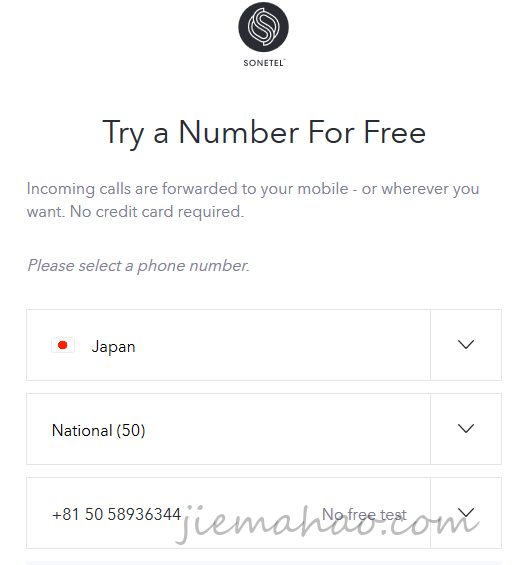 SONETEL
Try a Number For Free
Incoming calls are forwarded to your mobile - or wherever you
want. No credit card required.
Please select a phone number.
Japan
National (50)
+81 50 58936344 No free test
jiemahao.com